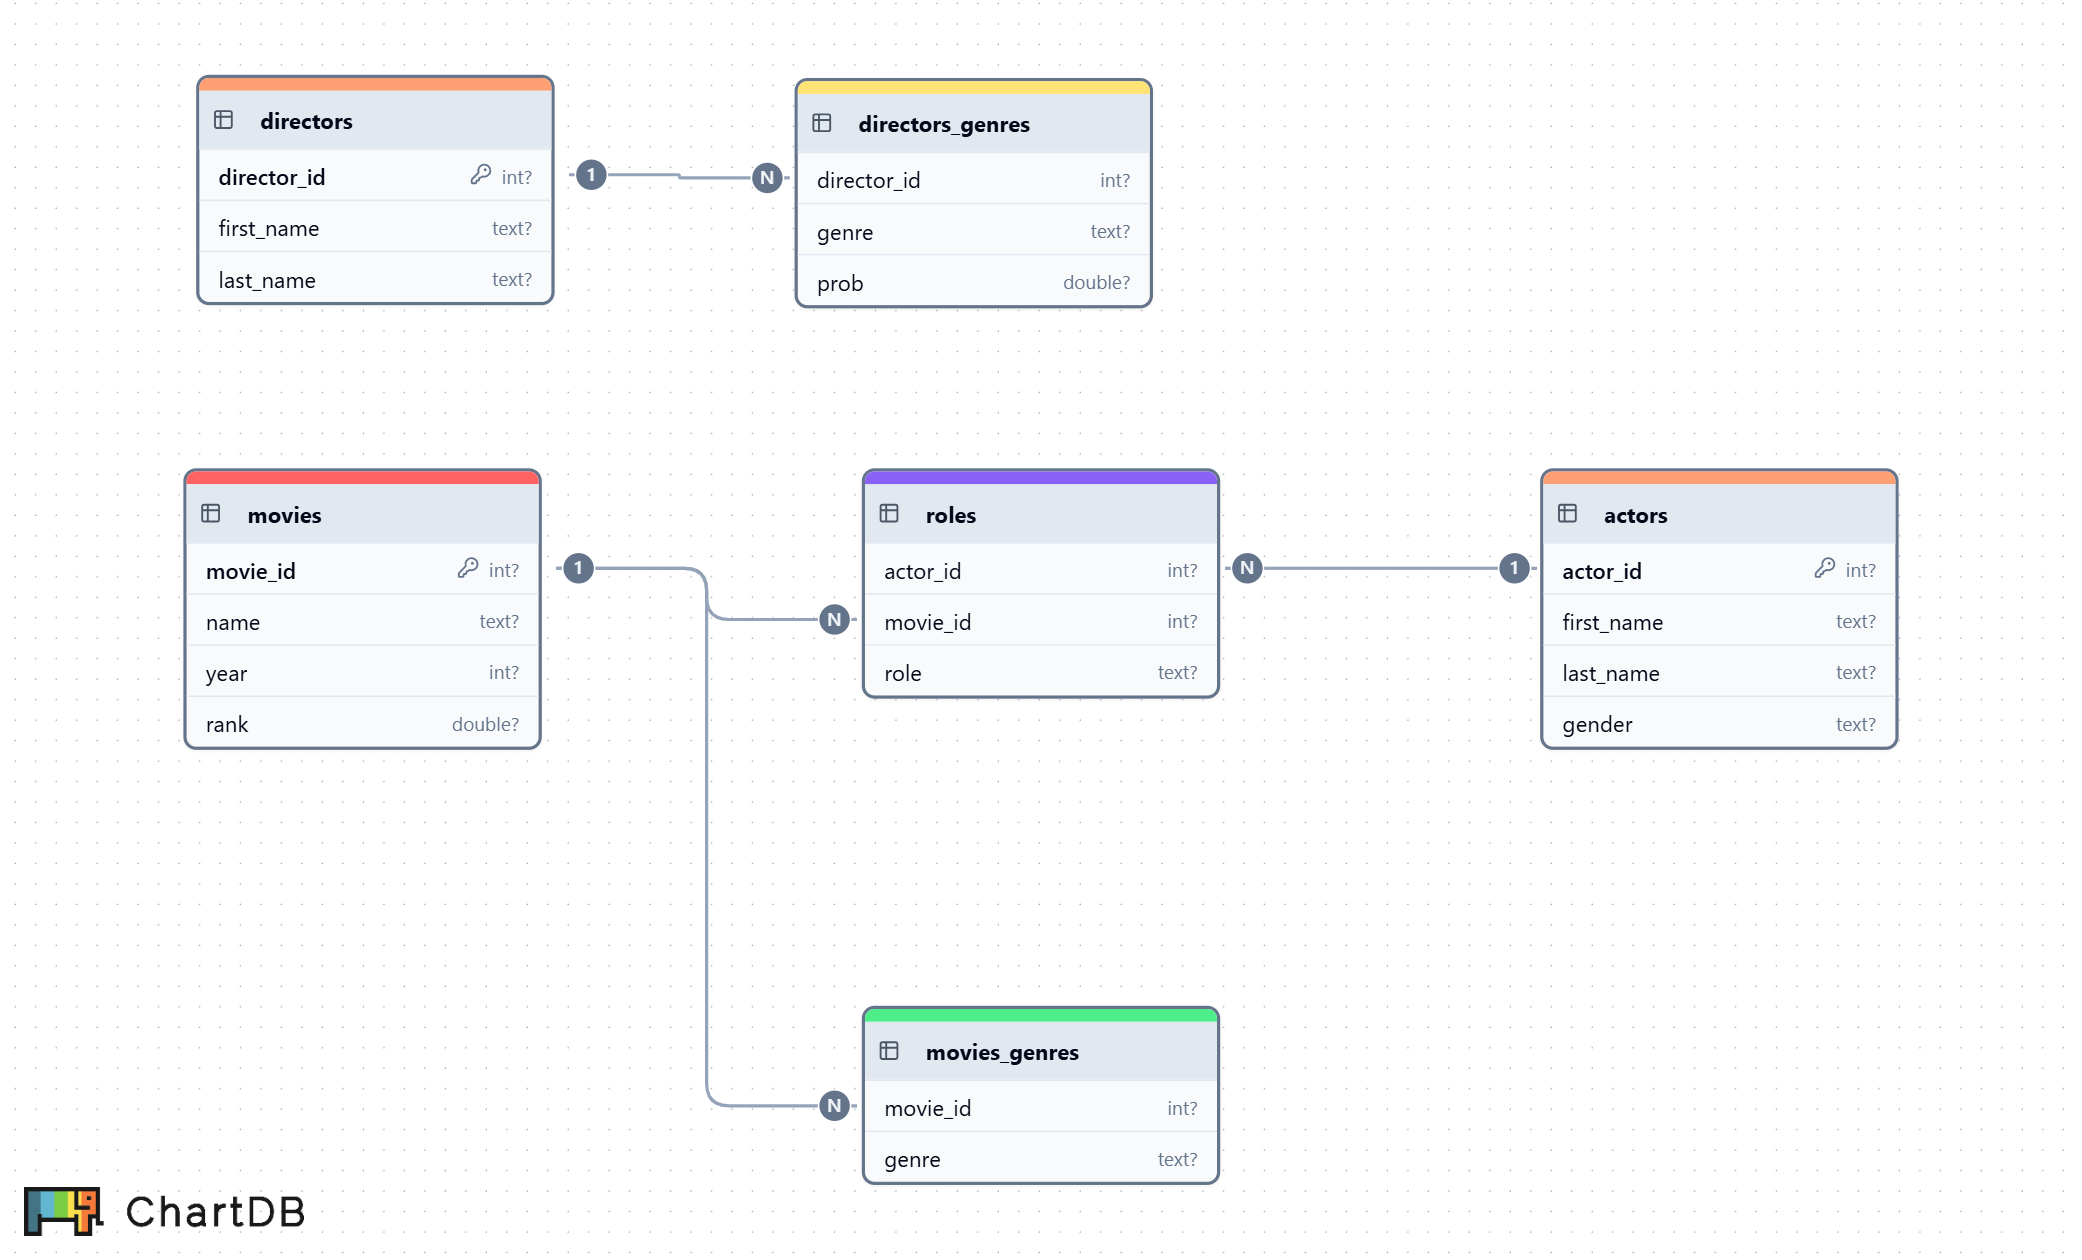 directors
director_id int?
first_name text?
last_name text?
1
N
directors_genres
director_id int?
genre text?
prob double?
movies
movie_id int?
name text?
year int?
rank double?
1
N
N
roles
actor_id int?
movie_id int?
role text?
N
1
actors
actor_id int?
first_name text?
last_name text?
gender text?
movies_genres
movie_id int?
genre text?
ChartDB